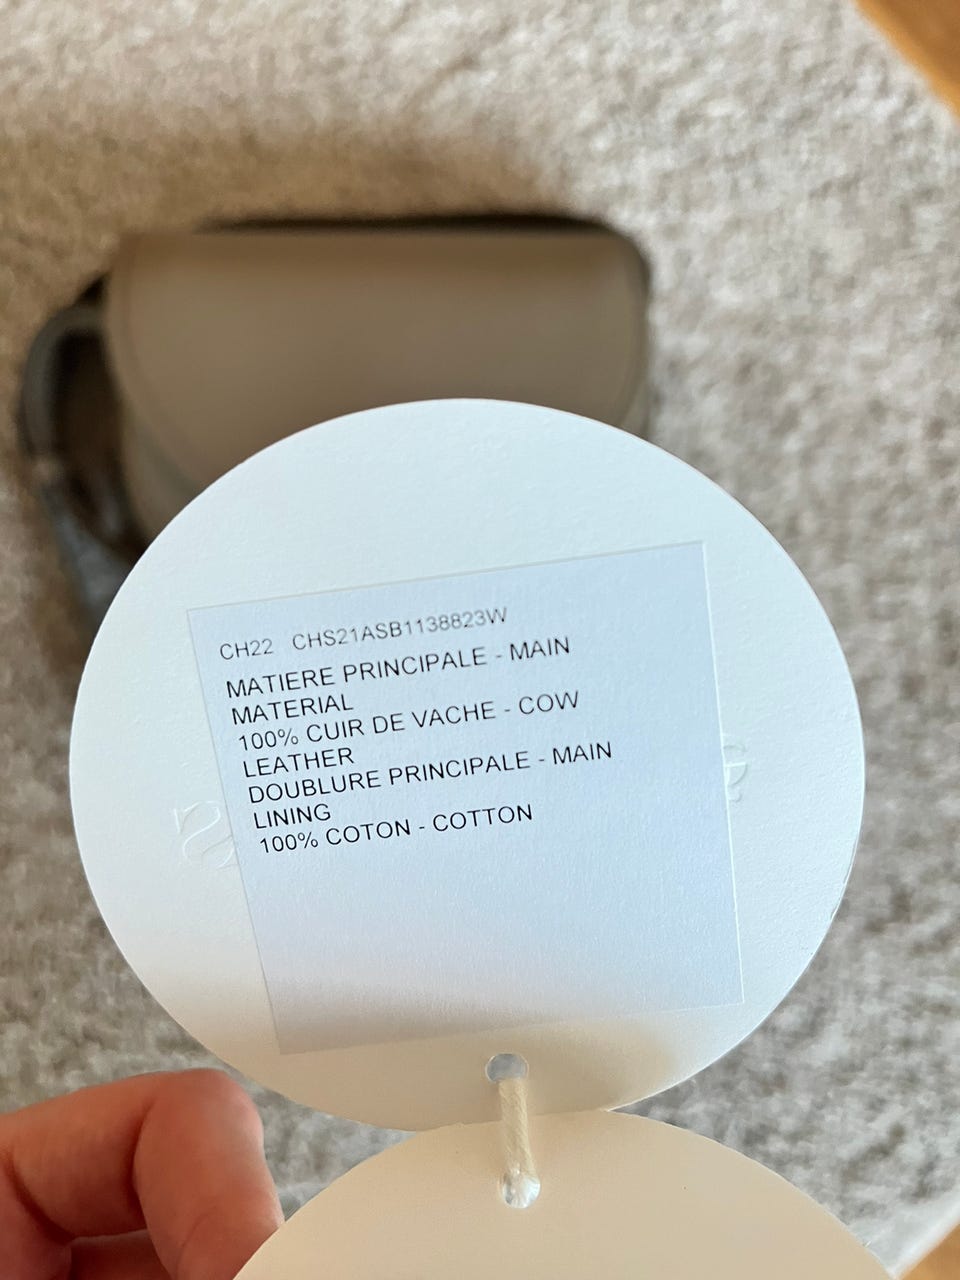 CH22 CHS21ASB1138823W
MATIERE PRINCIPALE - MAIN
MATERIAL
100% CUIR DE VACHE - COW
LEATHER
DOUBLURE PRINCIPALE - MAIN
LINING
100% COTON - COTTON